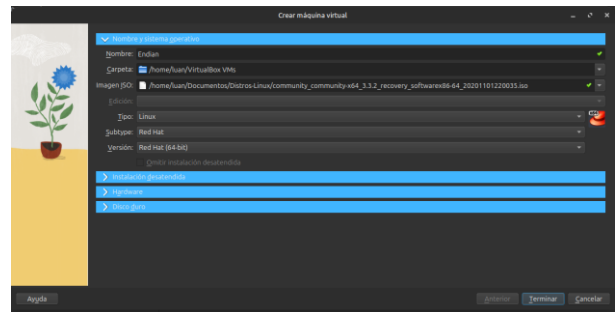 Crear máquina virtual
Nombre y sistema operativo
Nombre: Endian
Carpeta: /home/luan/VirtualBox VMs
Imagen ISO: /home/luan/Documentos/Distros-Linux/community_community-x64_3.3.2_recovery_softwarex86-64_20201101220035.iso
Edición:
Tipo: Linux
Subtype: Red Hat
Versión: Red Hat (64-bit)
Omitir instalación desatendida
Instalación desatendida
Hardware
Disco duro
Ayuda
Anterior Terminar Cancelar